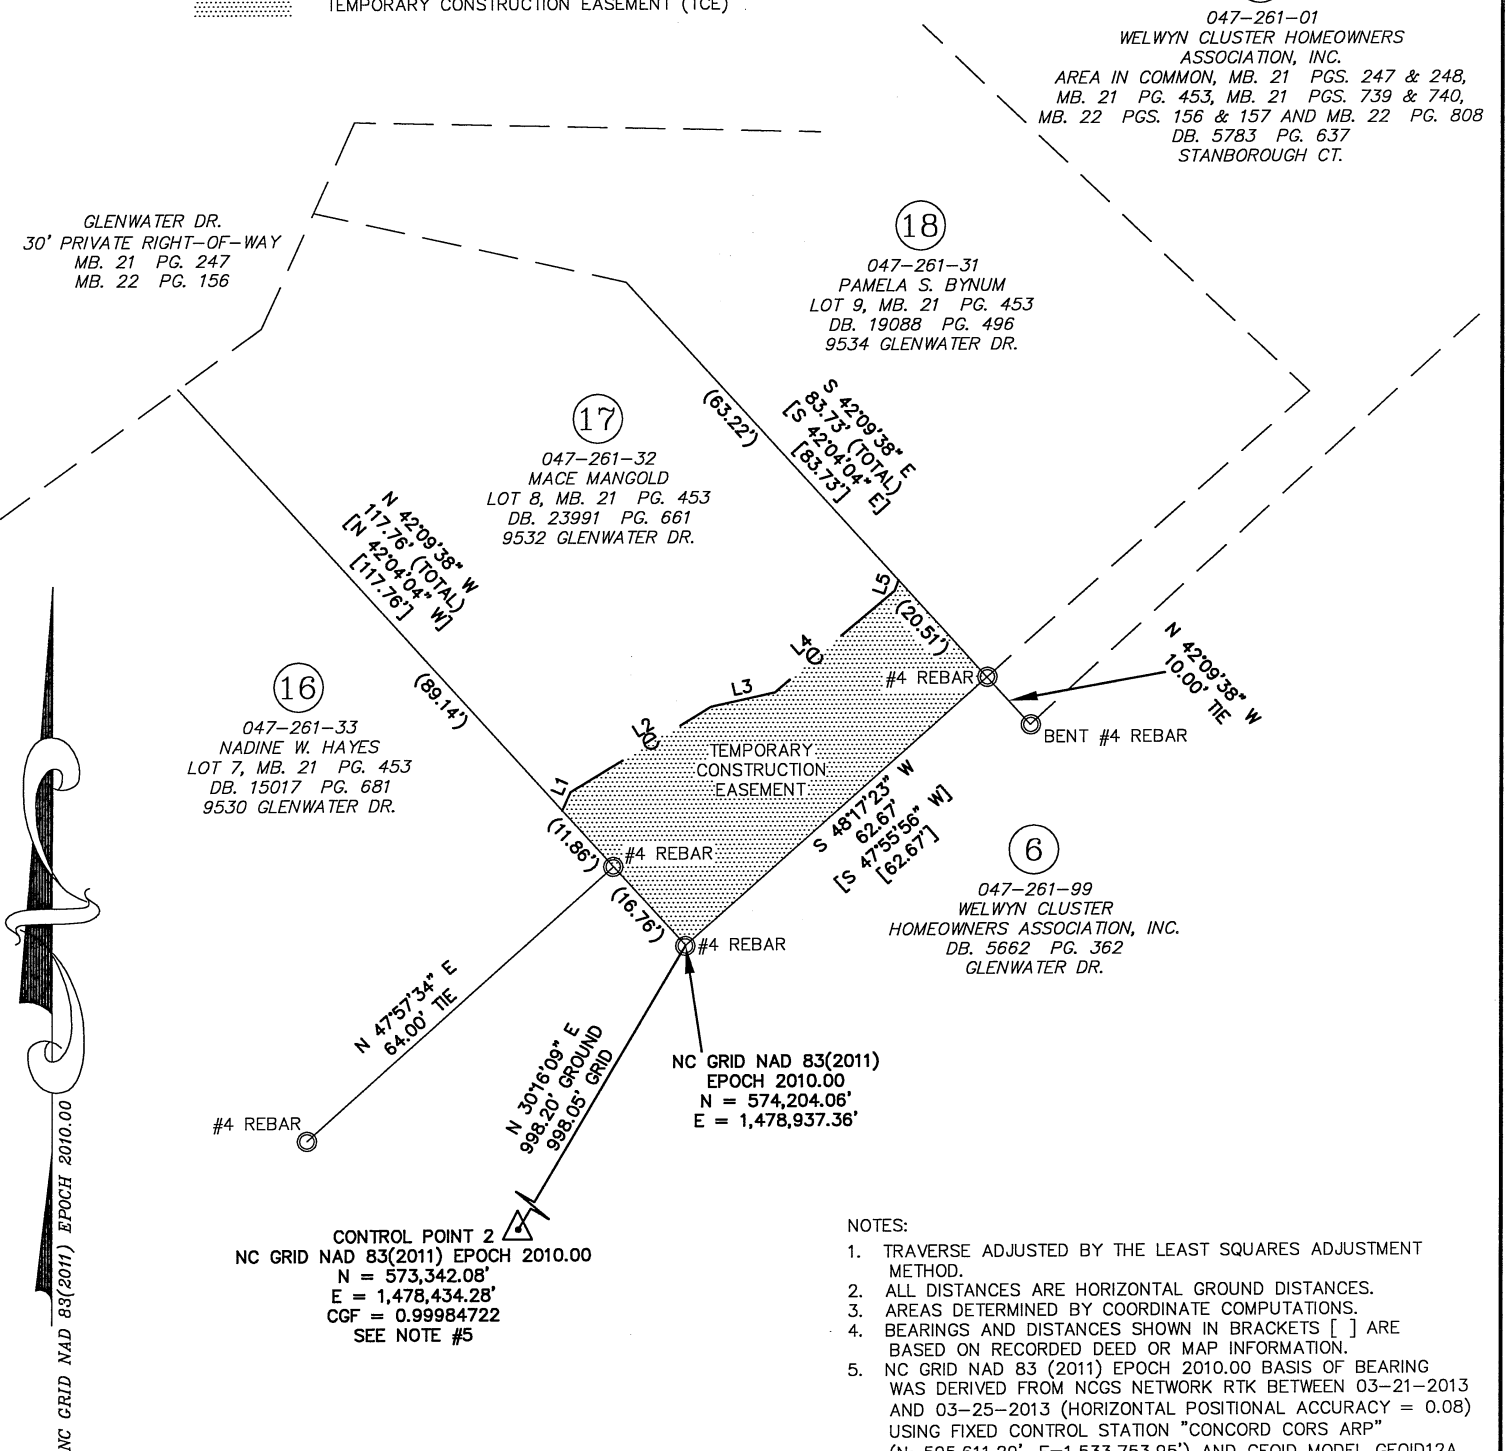 TEMPORARY CONSTRUCTION EASEMENT (TCE)
047-261-01
WELWYN CLUSTER HOMEOWNERS
ASSOCIATION, INC.
AREA IN COMMON, MB. 21 PGS. 247 & 248,
MB. 21 PG. 453, MB. 21 PGS. 739 & 740,
MB. 22 PGS. 156 & 157 AND MB. 22 PG. 808
DB. 5783 PG. 637
STANBOROUGH CT.
GLENWATER DR.
30' PRIVATE RIGHT-OF-WAY
MB. 21 PG. 247
MB. 22 PG. 156
18
047-261-31
PAMELA S. BYNUM
LOT 9, MB. 21 PG. 453
DB. 19088 PG. 496
9534 GLENWATER DR.
(63.22')
S 42°09'38" E
83.73' (TOTAL)
[S 42°04'04" E]
[83.73']
17
047-261-32
MACE MANGOLD
LOT 8, MB. 21 PG. 453
DB. 23991 PG. 661
9532 GLENWATER DR.
N 42°09'38" W
117.76' (TOTAL)
[N 42°04'04" W]
[117.76']
(89.14')
L5
(20.51')
L4
#4 REBAR
N 42°09'38" W
10.00' TIE
BENT #4 REBAR
L3
L2
L1
TEMPORARY
CONSTRUCTION
EASEMENT
16
047-261-33
NADINE W. HAYES
LOT 7, MB. 21 PG. 453
DB. 15017 PG. 681
9530 GLENWATER DR.
(11.86')
#4 REBAR
(16.76')
#4 REBAR
S 48°17'23" W
62.67'
[S 47°55'56" W]
[62.67']
6
047-261-99
WELWYN CLUSTER
HOMEOWNERS ASSOCIATION, INC.
DB. 5662 PG. 362
GLENWATER DR.
N 47°57'34" E
64.00' TIE
#4 REBAR
N 30°16'09" E
998.20' GROUND
998.05' GRID
NC GRID NAD 83(2011)
EPOCH 2010.00
N = 574,204.06'
E = 1,478,937.36'
CONTROL POINT 2
NC GRID NAD 83(2011) EPOCH 2010.00
N = 573,342.08'
E = 1,478,434.28'
CGF = 0.99984722
SEE NOTE #5
NC GRID NAD 83(2011) EPOCH 2010.00
NOTES:
1. TRAVERSE ADJUSTED BY THE LEAST SQUARES ADJUSTMENT
METHOD.
2. ALL DISTANCES ARE HORIZONTAL GROUND DISTANCES.
3. AREAS DETERMINED BY COORDINATE COMPUTATIONS.
4. BEARINGS AND DISTANCES SHOWN IN BRACKETS [ ] ARE
BASED ON RECORDED DEED OR MAP INFORMATION.
5. NC GRID NAD 83 (2011) EPOCH 2010.00 BASIS OF BEARING
WAS DERIVED FROM NCGS NETWORK RTK BETWEEN 03-21-2013
AND 03-25-2013 (HORIZONTAL POSITIONAL ACCURACY = 0.08)
USING FIXED CONTROL STATION "CONCORD CORS ARP"
AND GEOID MODEL GEOID12A